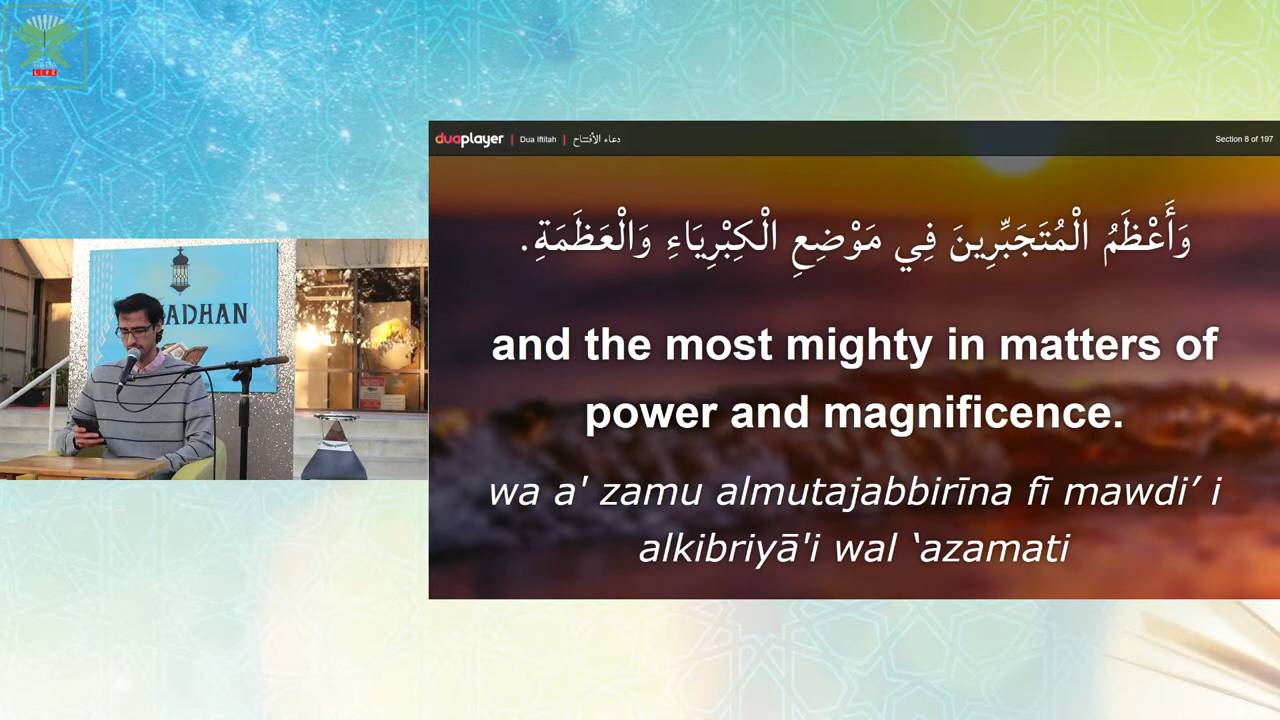 LIVE
duaplayer | Dua Iftitah | دعاء الأفتتاح
Section 8 of 197
وَأَعْظَمُ الْمُتَجَبِّرِينَ فِي مَوْضِعِ الْكِبْرِيَاءِ وَالْعَظَمَةِ.
and the most mighty in matters of
power and magnificence.
wa a' zamu almutajabbirīna fī mawdi’ i
alkibriyā'i wal ‘azamati
ADHAN